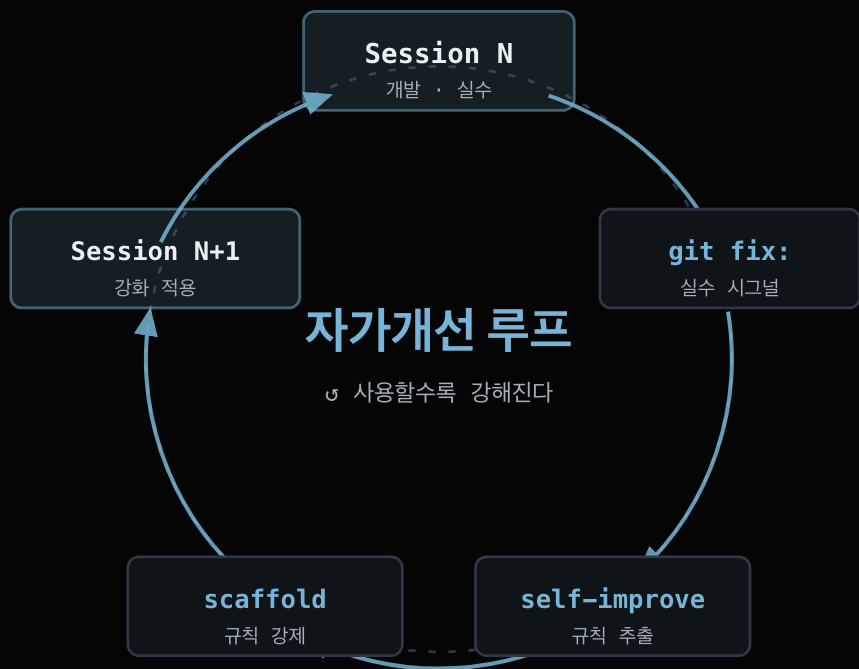 Session N
개발 · 실수
Session N+1
강화 적용
git fix:
실수 시그널
자가개선 루프
↺ 사용할수록 강해진다
scaffold
규칙 강제
self-improve
규칙 추출